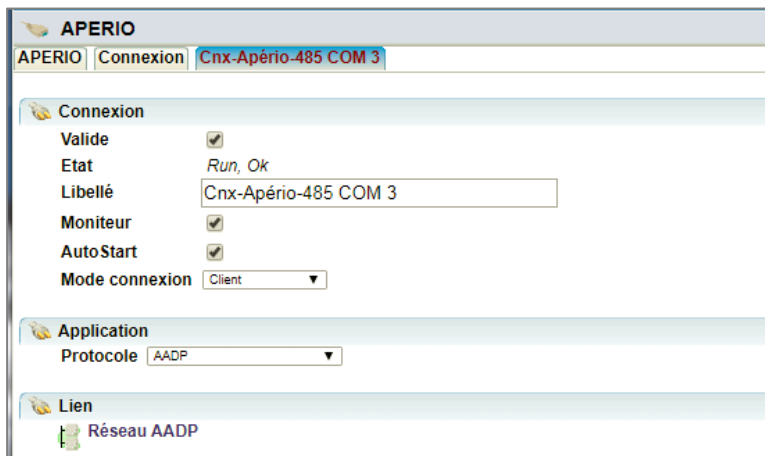 APERIO
APERIO Connexion Cnx-Apério-485 COM 3
Connexion
Valide
Etat Run, Ok
Libellé Cnx-Apério-485 COM 3
Moniteur
AutoStart
Mode connexion Client
Application
Protocole AADP
Lien
Réseau AADP